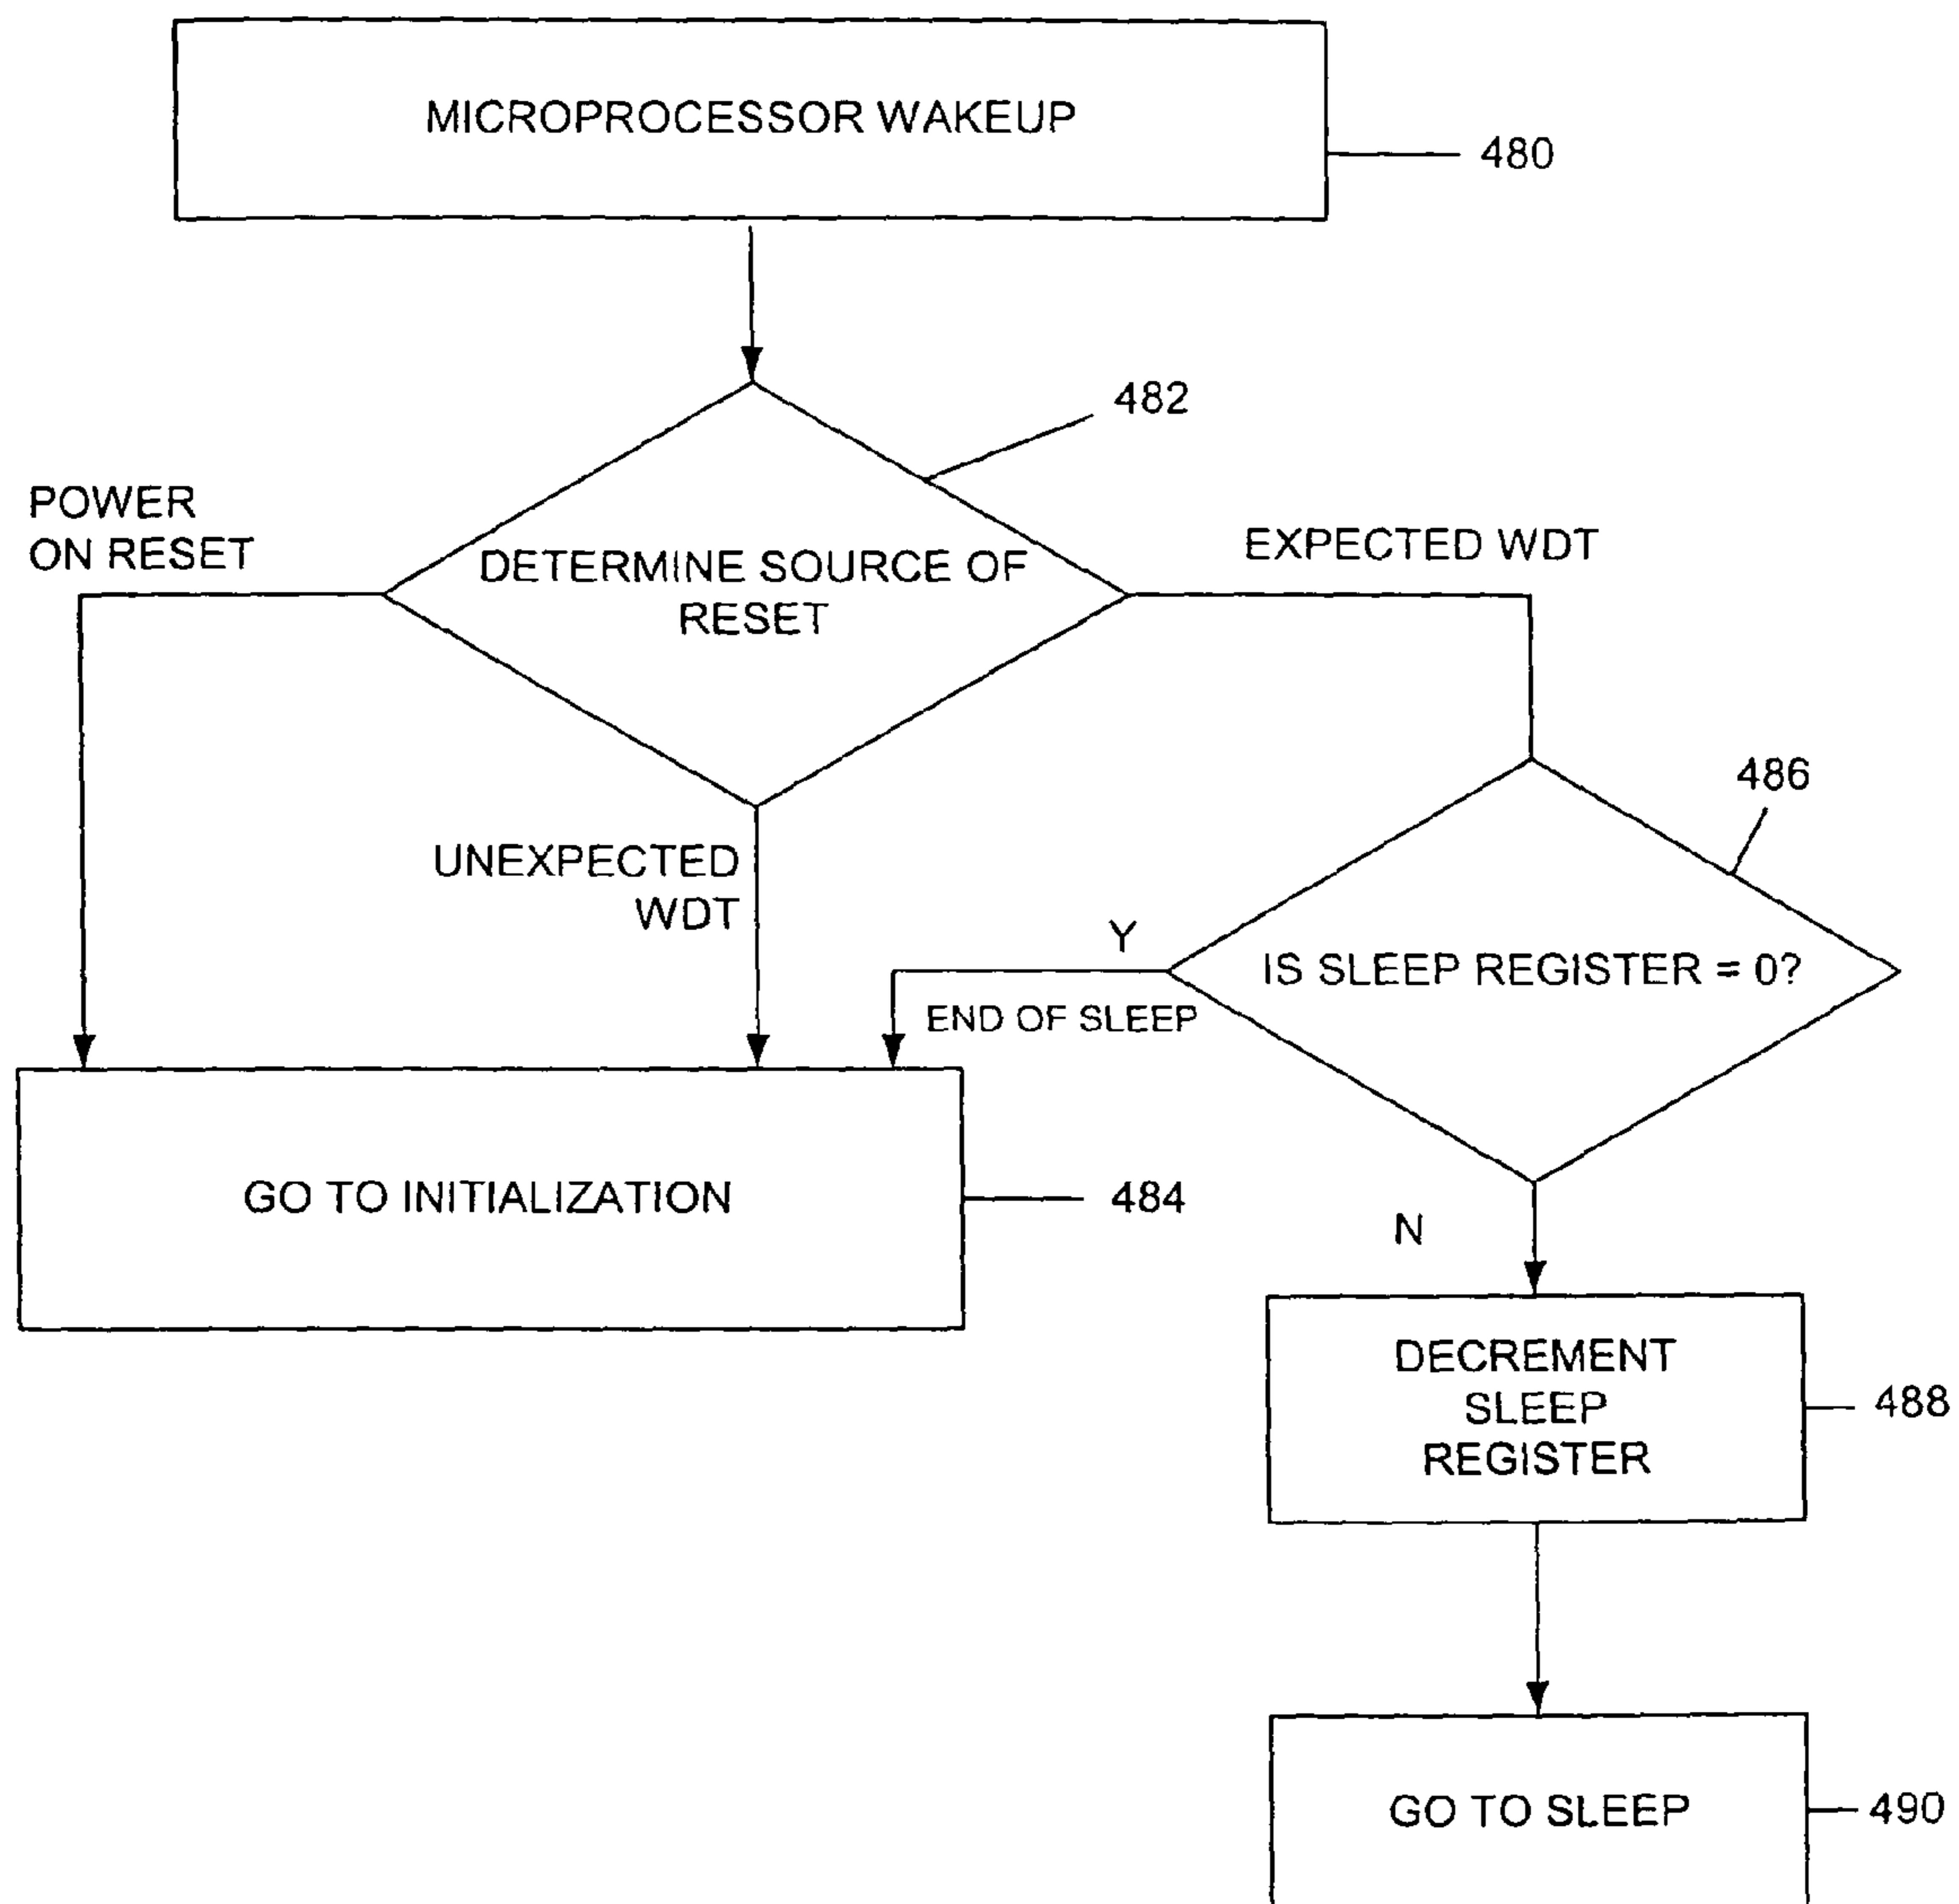 MICROPROCESSOR WAKEUP
480
482
POWER
ON RESET
DETERMINE SOURCE OF
RESET
EXPECTED WDT
486
UNEXPECTED
WDT
Y
IS SLEEP REGISTER = 0?
END OF SLEEP
GO TO INITIALIZATION
484
N
DECREMENT
SLEEP
REGISTER
488
GO TO SLEEP
490